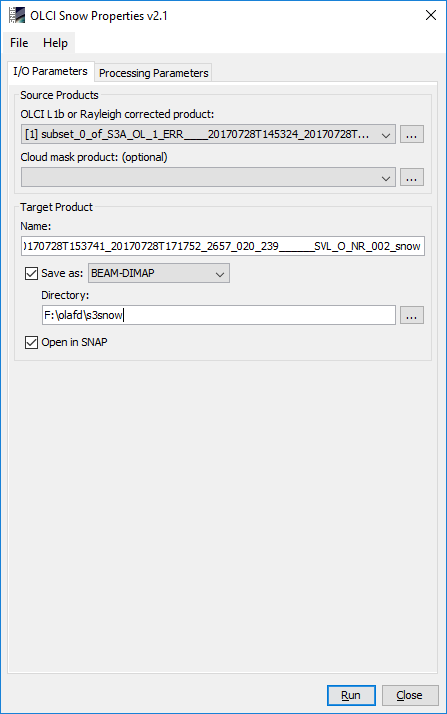 OLCI Snow Properties v2.1
File Help
I/O Parameters Processing Parameters
Source Products
OLCI L1b or Rayleigh corrected product:
[1] subset_0_of_S3A_OL_1_ERR____20170728T145324_20170728T... ...
Cloud mask product: (optional)
...
Target Product
Name:
)170728T153741_20170728T171752_2657_020_239______SVL_O_NR_002_snow
Save as: BEAM-DIMAP
Directory:
F:\olafd\s3snow ...
Open in SNAP
Run Close